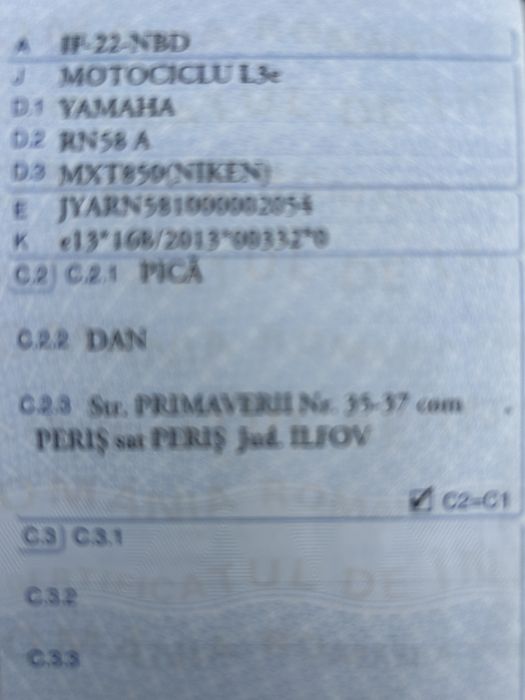 A IF-22-NBD
J MOTOCICLU L3e
D.1 YAMAHA
D.2 RN58 A
D.3 MXT850(NIKEN)
E JYARN581000002054
K e13*168/2013*00332*0
C.2 C.2.1 PICĂ
C.2.2 DAN
C.2.3 Str. PRIMAVERII Nr. 35-37 com
PERIȘ sat PERIȘ Jud. ILFOV
C2=C1
C.3 C.3.1
C.3.2
C.3.3